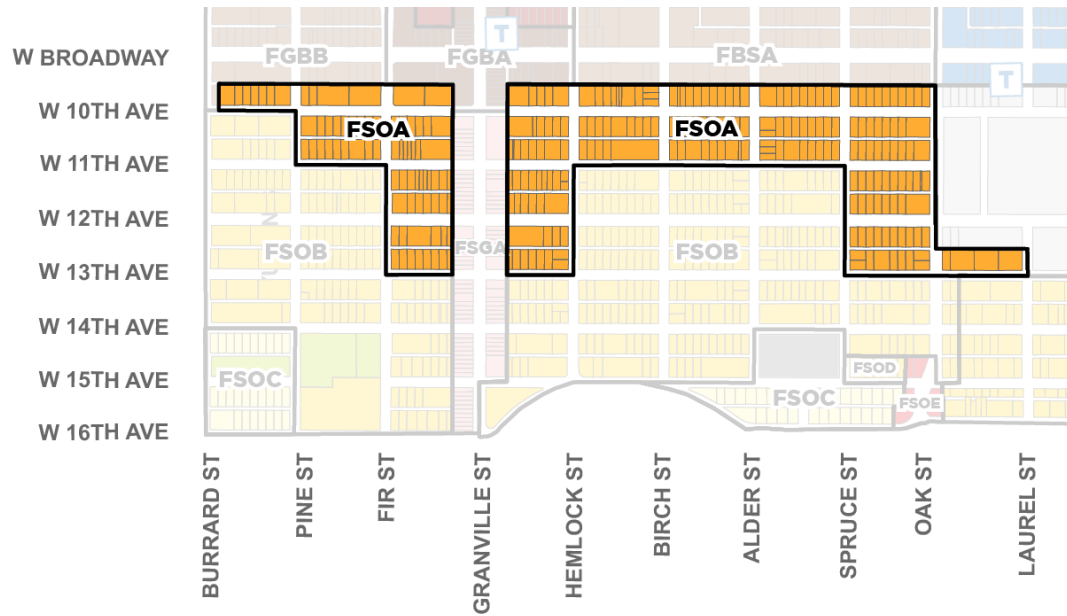 T
W BROADWAY
FGBB
FGBA
FBSA
T
W 10TH AVE
FSOA
FSOA
W 11TH AVE
W 12TH AVE
FSOB
FSGA
FSOB
W 13TH AVE
W 14TH AVE
W 15TH AVE
FSOC
FSOD
FSOC
FSOE
W 16TH AVE
BURRARD ST
PINE ST
FIR ST
GRANVILLE ST
HEMLOCK ST
BIRCH ST
ALDER ST
SPRUCE ST
OAK ST
LAUREL ST